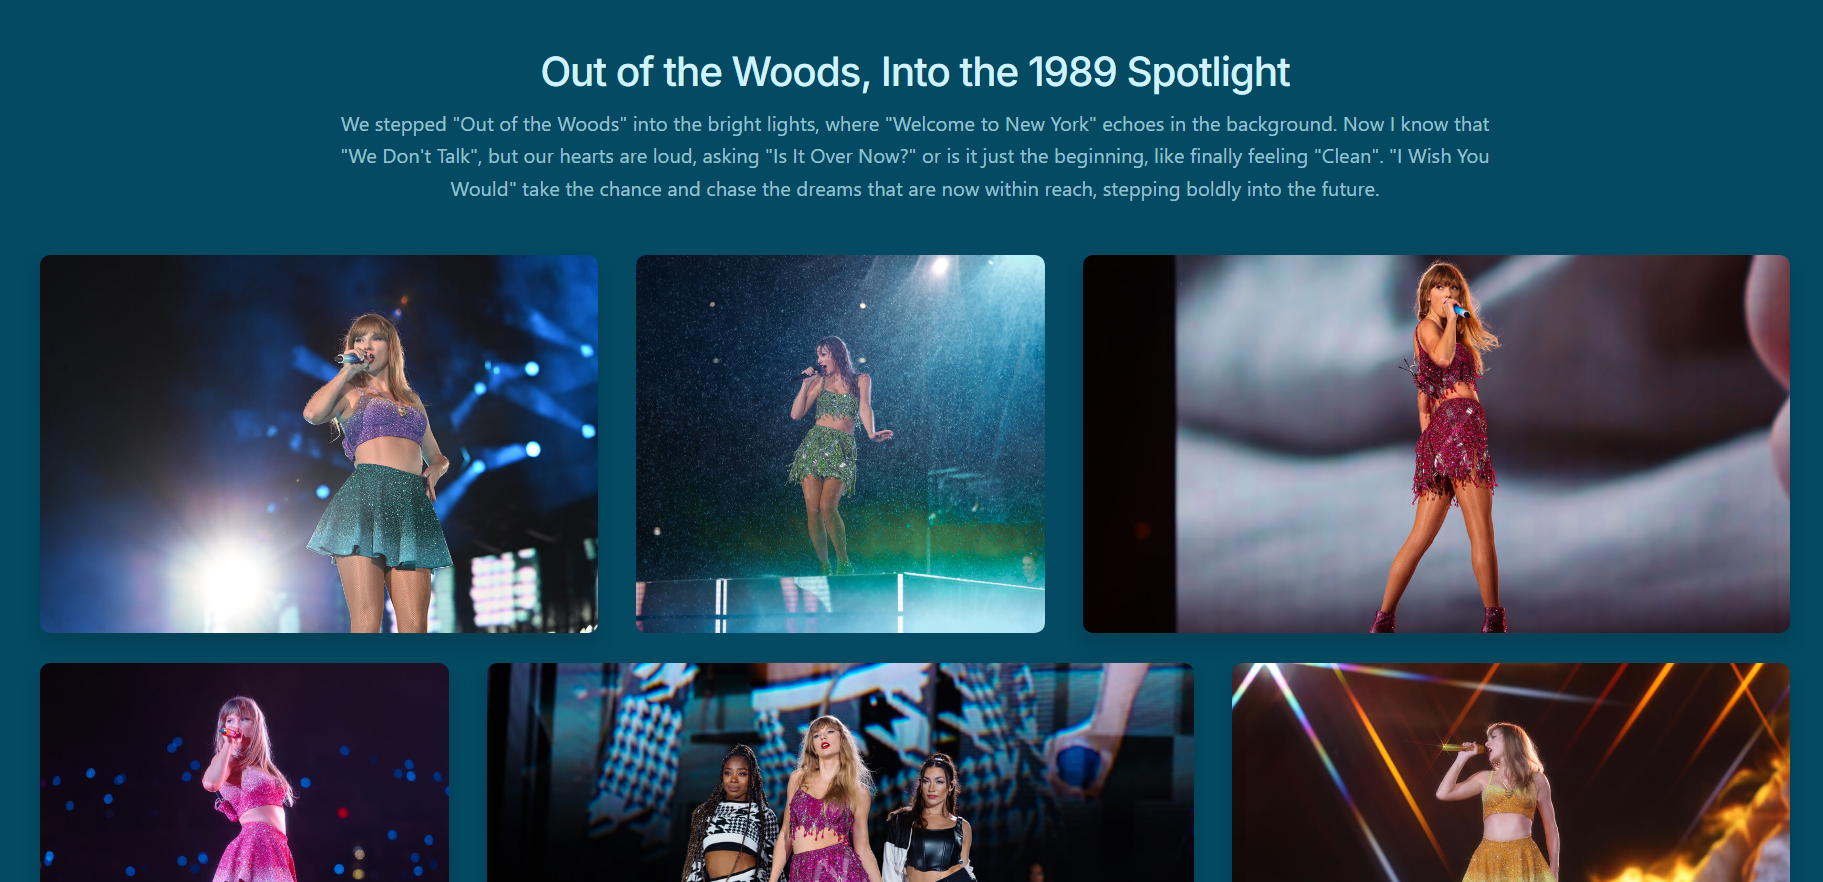 Out of the Woods, Into the 1989 Spotlight
We stepped "Out of the Woods" into the bright lights, where "Welcome to New York" echoes in the background. Now I know that
"We Don't Talk", but our hearts are loud, asking "Is It Over Now?" or is it just the beginning, like finally feeling "Clean". "I Wish You
Would" take the chance and chase the dreams that are now within reach, stepping boldly into the future.